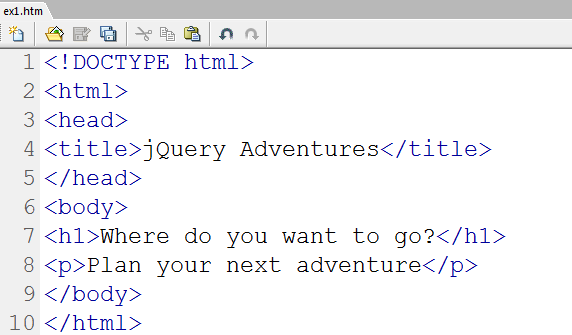 ex1.htm
1 <!DOCTYPE html>
2 <html>
3 <head>
4 <title>jQuery Adventures</title>
5 </head>
6 <body>
7 <h1>Where do you want to go?</h1>
8 <p>Plan your next adventure</p>
9 </body>
10 </html>